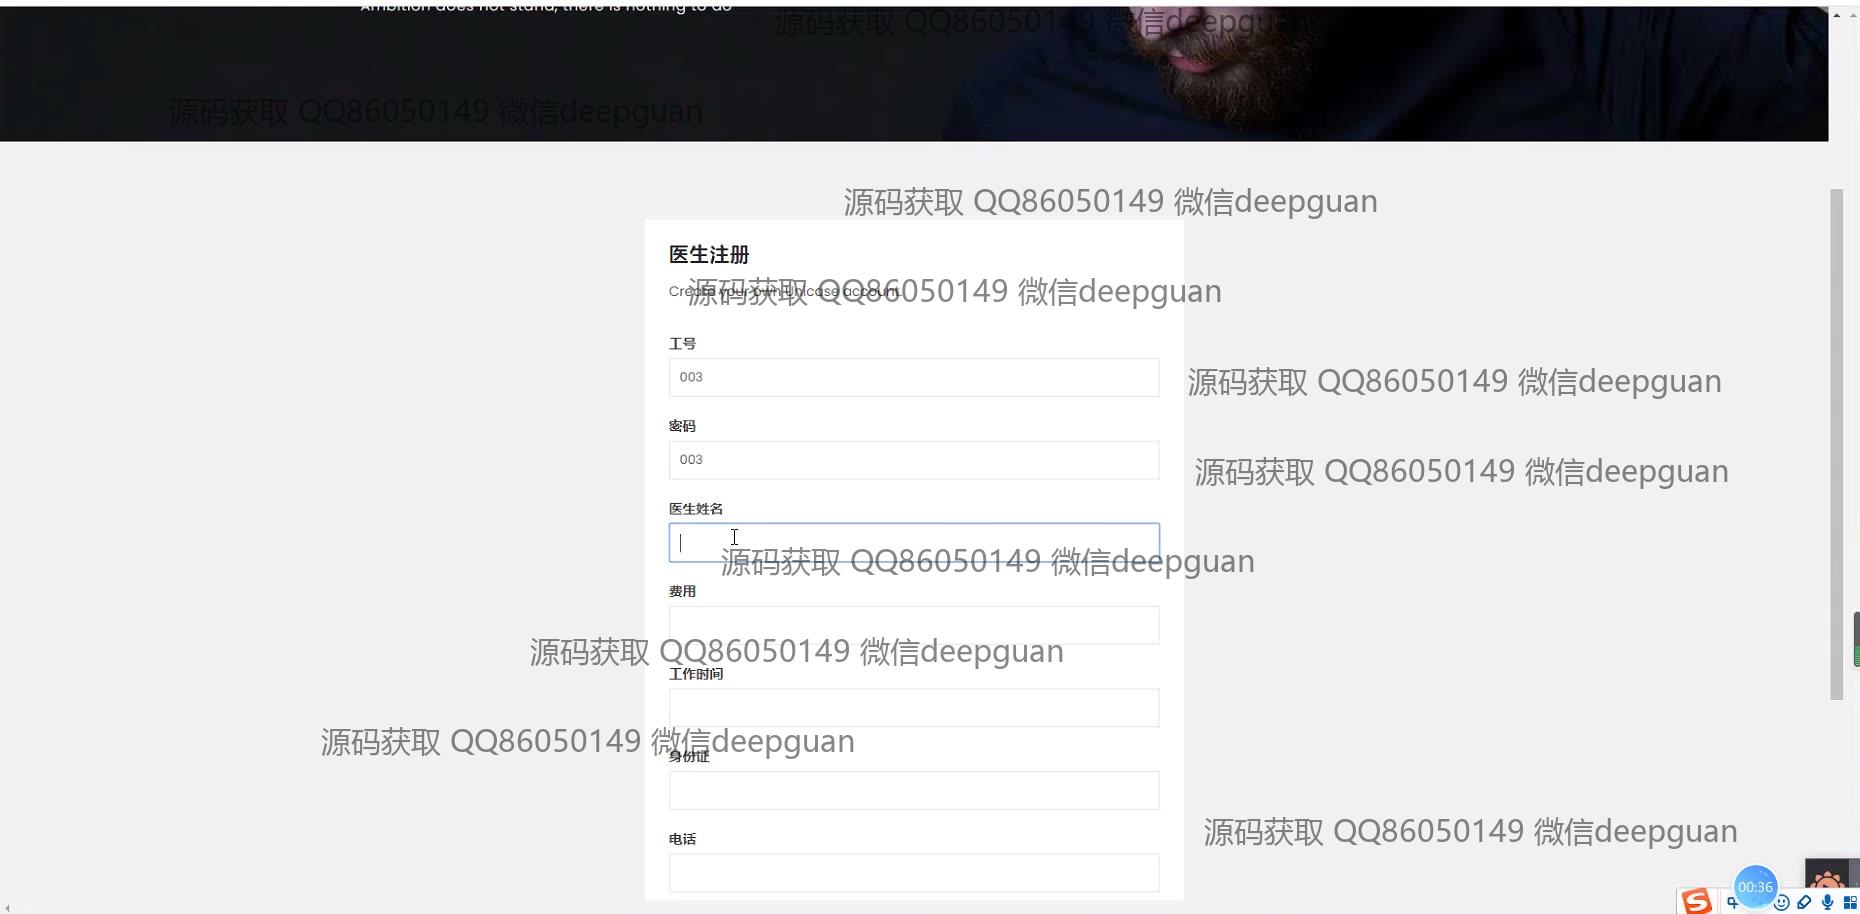 Ambition does not stand, there is nothing to do
源码获取 QQ86050149 微信deepguan
源码获取 QQ86050149 微信deepguan
源码获取 QQ86050149 微信deepguan
医生注册
Create your own Unicase account.
源码获取 QQ86050149 微信deepguan
工号
003
源码获取 QQ86050149 微信deepguan
密码
003
源码获取 QQ86050149 微信deepguan
医生姓名
源码获取 QQ86050149 微信deepguan
费用
源码获取 QQ86050149 微信deepguan
工作时间
源码获取 QQ86050149 微信deepguan
身份证
源码获取 QQ86050149 微信deepguan
电话
00:36
中